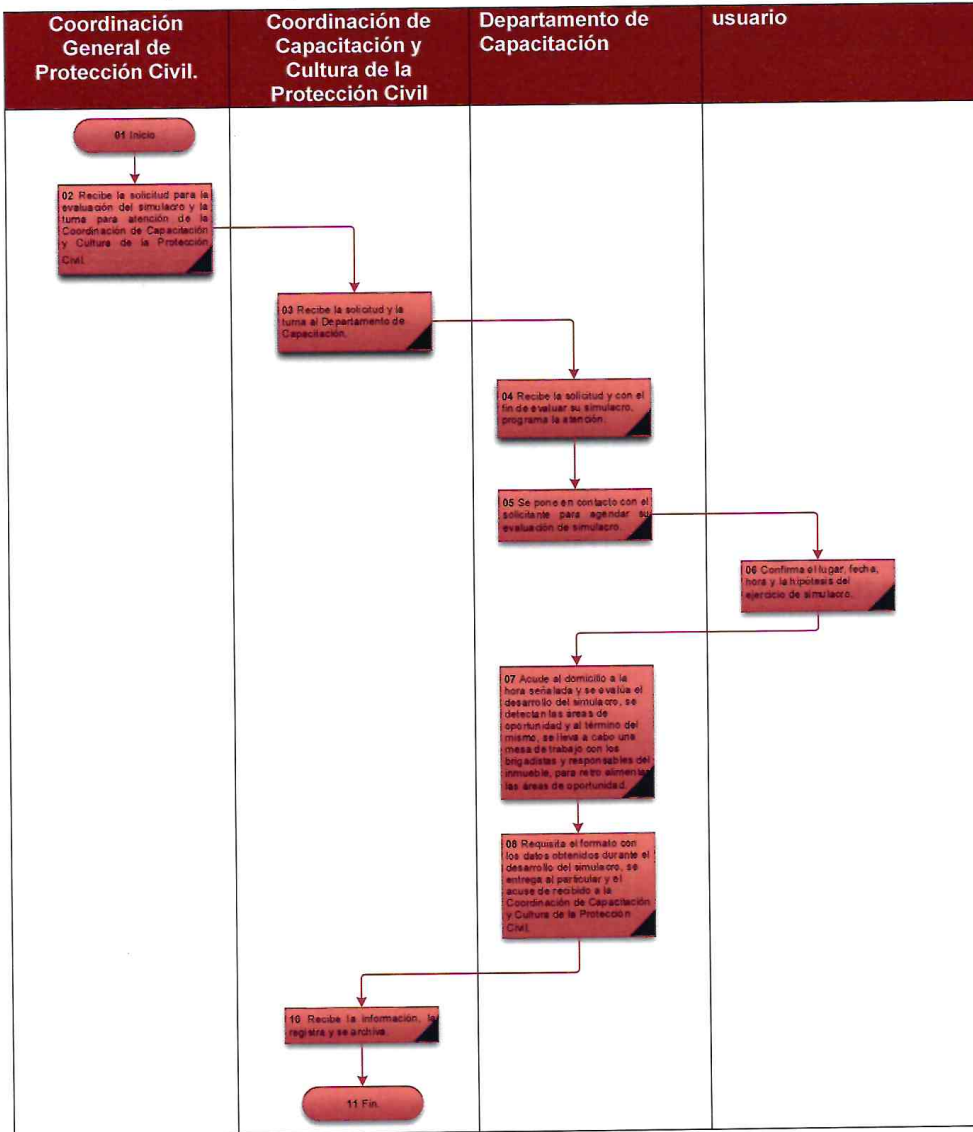 Coordinación
General de
Protección Civil.
Coordinación de
Capacitación y
Cultura de la
Protección Civil
Departamento de
Capacitación
usuario
01 Inicio
02 Recibe la solicitud para la
evaluación del simulacro y la
turna para atención de la
Coordinación de Capacitación
y Cultura de la Protección
Civil.
03 Recibe la solicitud y la
turna al Departamento de
Capacitación.
04 Recibe la solicitud y con el
fin de evaluar su simulacro,
programa la atención.
05 Se pone en contacto con el
solicitante para agendar su
evaluación de simulacro.
06 Confirma el lugar, fecha,
hora y la hipótesis del
ejercicio de simulacro.
07 Acude al domicilio a la
hora señalada y se evalúa el
desarrollo del simulacro, se
detectan las áreas de
oportunidad y al término del
mismo, se lleva a cabo una
mesa de trabajo con los
brigadistas y responsables del
inmueble, para retro alimentar
las áreas de oportunidad.
08 Requisita el formato con
los datos obtenidos durante el
desarrollo del simulacro, se
entrega al particular y el
acuse de recibido a la
Coordinación de Capacitación
y Cultura de la Protección
Civil.
10 Recibe la información, la
registra y se archiva.
11 Fin.